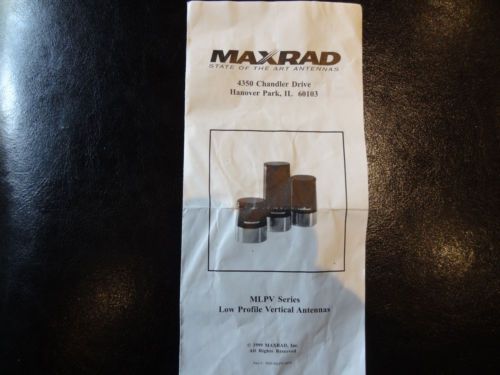 MAXRAD
STATE OF THE ART ANTENNAS
4350 Chandler Drive
Hanover Park, IL 60103
MLPV Series
Low Profile Vertical Antennas
© 1999 MAXRAD, Inc.
All Rights Reserved